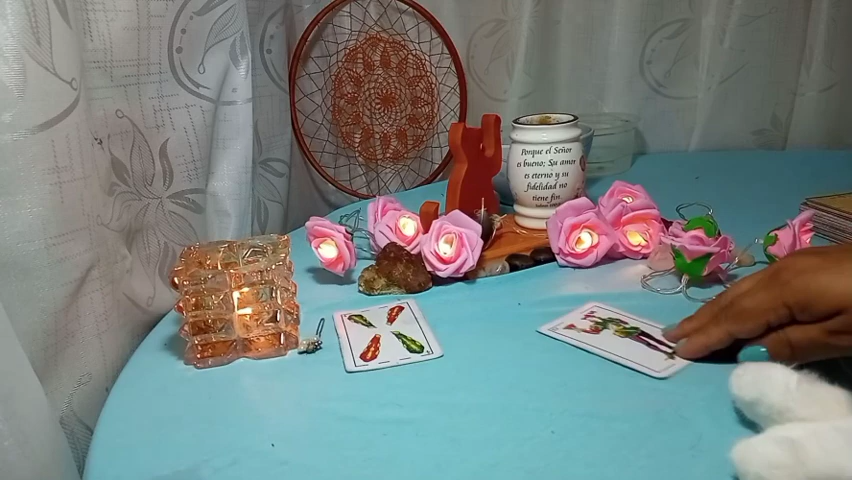 Porque el Señor
es bueno; Su amor
es eterno y su
fidelidad no
tiene fin